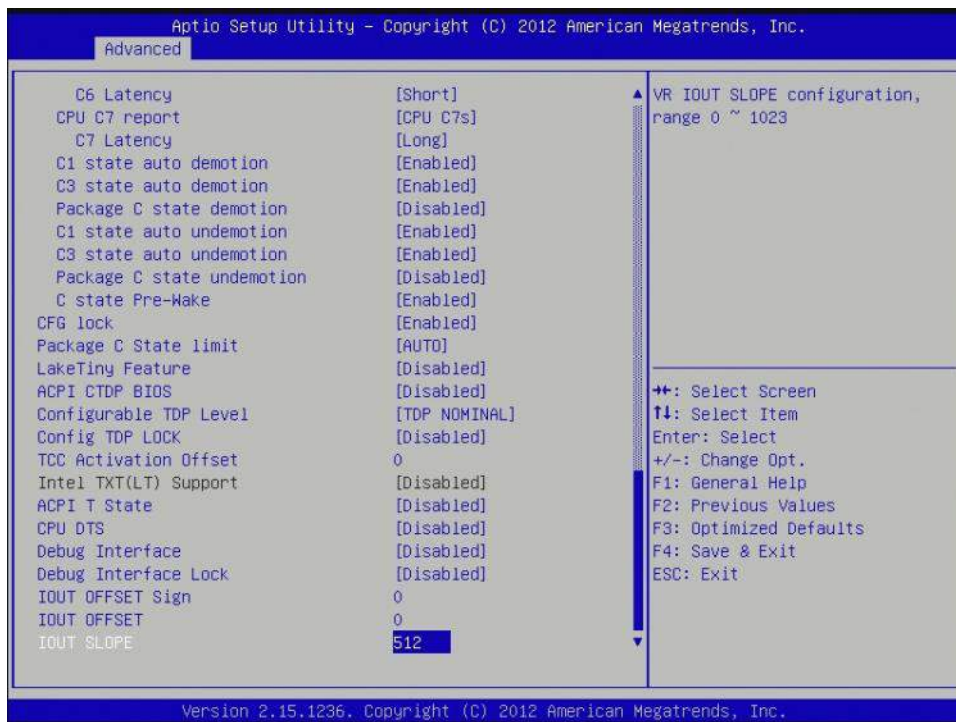 Aptio Setup Utility – Copyright (C) 2012 American Megatrends, Inc.
Advanced
C6 Latency [Short]
CPU C7 report [CPU C7s]
C7 Latency [Long]
C1 state auto demotion [Enabled]
C3 state auto demotion [Enabled]
Package C state demotion [Disabled]
C1 state auto undemotion [Enabled]
C3 state auto undemotion [Enabled]
Package C state undemotion [Disabled]
C state Pre-Wake [Enabled]
CFG lock [Enabled]
Package C State limit [AUTO]
LakeTiny Feature [Disabled]
ACPI CTDP BIOS [Disabled]
Configurable TDP Level [TDP NOMINAL]
Config TDP LOCK [Disabled]
TCC Activation Offset 0
Intel TXT(LT) Support [Disabled]
ACPI T State [Disabled]
CPU DTS [Disabled]
Debug Interface [Disabled]
Debug Interface Lock [Disabled]
IOUT OFFSET Sign 0
IOUT OFFSET 0
IOUT SLOPE 512
VR IOUT SLOPE configuration,
range 0 ~ 1023
→←: Select Screen
↑↓: Select Item
Enter: Select
+/-: Change Opt.
F1: General Help
F2: Previous Values
F3: Optimized Defaults
F4: Save & Exit
ESC: Exit
Version 2.15.1236. Copyright (C) 2012 American Megatrends, Inc.